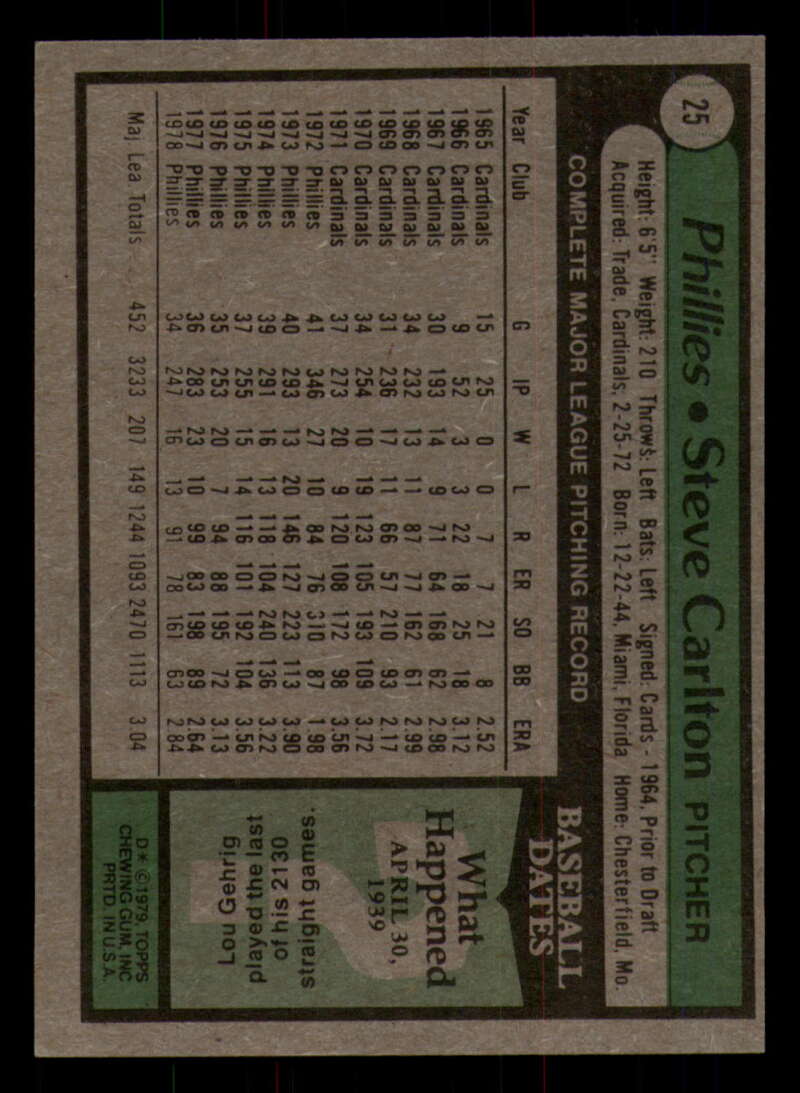 25
Phillies • Steve Carlton PITCHER
Height: 6'5" Weight: 210 Throws: Left Bats: Left Signed: Cards - 1964, Prior to Draft
Acquired: Trade, Cardinals, 2-25-72 Born: 12-22-44, Miami, Florida Home: Chesterfield, Mo.
COMPLETE MAJOR LEAGUE PITCHING RECORD
Year Club G IP W L R ER SO BB ERA
1965 Cardinals 15 25 0 0 7 7 21 8 2.52
1966 Cardinals 9 52 3 3 22 18 25 18 3.12
1967 Cardinals 30 193 14 9 71 64 168 62 2.98
1968 Cardinals 34 232 13 11 87 77 162 61 2.99
1969 Cardinals 31 236 17 11 66 57 210 93 2.17
1970 Cardinals 34 254 10 19 123 105 193 109 3.72
1971 Cardinals 37 273 20 9 120 108 172 98 3.56
1972 Phillies 41 346 27 10 84 76 310 87 1.98
1973 Phillies 40 293 13 20 146 127 223 113 3.90
1974 Phillies 39 291 16 13 118 104 240 136 3.22
1975 Phillies 37 255 15 14 116 101 192 104 3.56
1976 Phillies 35 253 20 7 94 88 195 72 3.13
1977 Phillies 36 283 23 10 99 83 198 89 2.64
1978 Phillies 34 247 16 13 91 78 161 63 2.84
Maj. Lea. Totals 452 3233 207 149 1244 1093 2470 1113 3.04
BASEBALL
DATES
What
Happened
APRIL 30,
1939
Lou Gehrig
played the last
of his 2130
straight games.
D* © 1979 TOPPS
CHEWING GUM, INC
PRTD. IN U.S.A.